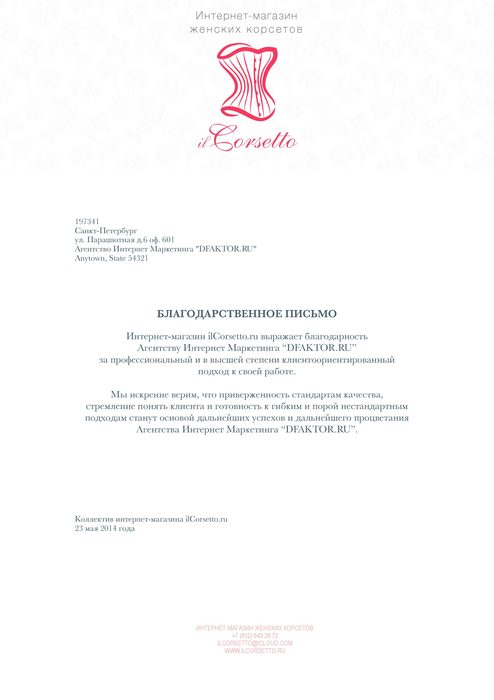 Интернет-магазин
женских корсетов
ilCorsetto
197341
Санкт-Петербург
ул. Парашютная д.6 оф. 601
Агентство Интернет Маркетинга "DFAKTOR.RU"
Anytown, State 54321
БЛАГОДАРСТВЕННОЕ ПИСЬМО
Интернет-магазин ilCorsetto.ru выражает благодарность
Агентству Интернет Маркетинга “DFAKTOR.RU”
за профессиональный и в высшей степени клиентоориентированный
подход к своей работе.
Мы искренне верим, что приверженность стандартам качества,
стремление понять клиента и готовность к гибким и порой нестандартным
подходам станут основой дальнейших успехов и дальнейшего процветания
Агентства Интернет Маркетинга “DFAKTOR.RU”.
Коллектив интернет-магазина ilCorsetto.ru
23 мая 2014 года
ИНТЕРНЕТ-МАГАЗИН ЖЕНСКИХ КОРСЕТОВ
+7 (812) 943 28 73
ILCORSETTO@ICLOUD.COM
WWW.ILCORSETTO.RU